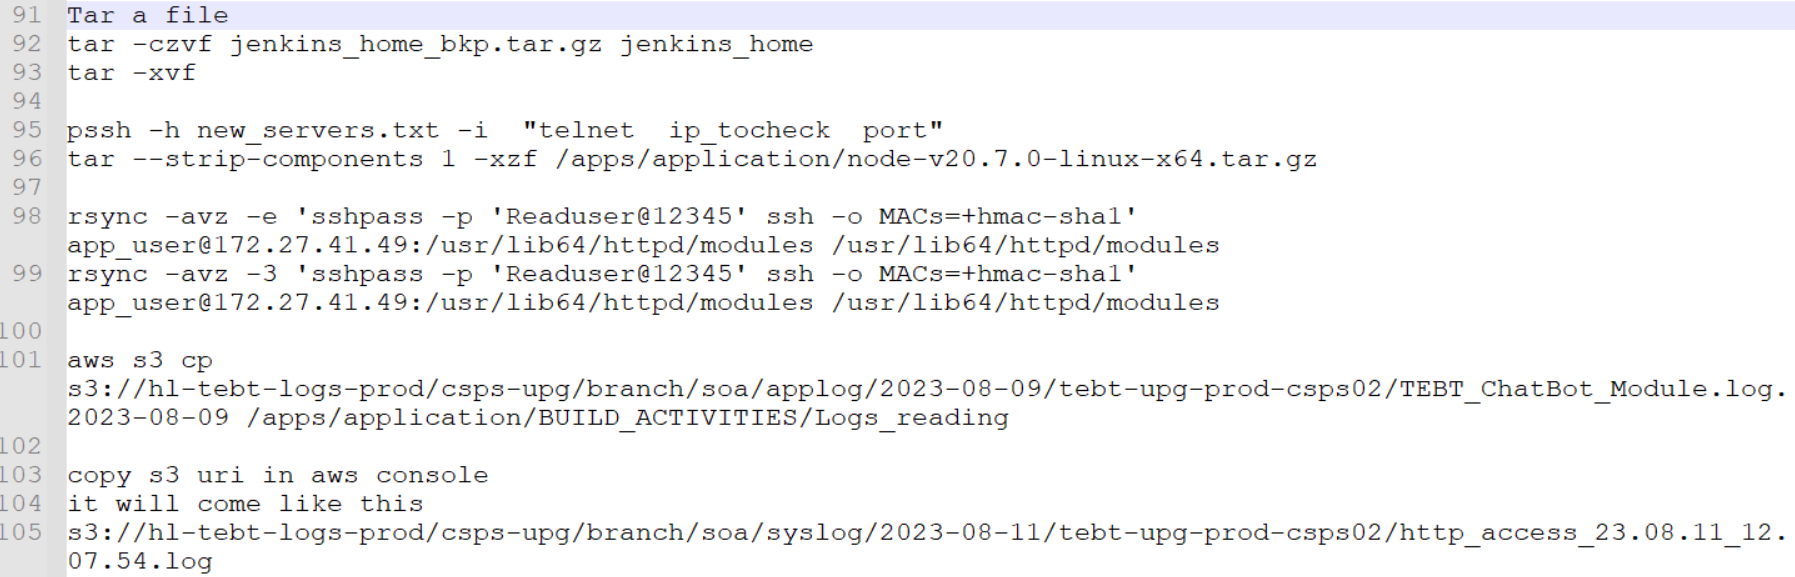 91 Tar a file
92 tar -czvf jenkins_home_bkp.tar.gz jenkins_home
93 tar -xvf
94
95 pssh -h new_servers.txt -i  "telnet  ip_tocheck  port"
96 tar --strip-components 1 -xzf /apps/application/node-v20.7.0-linux-x64.tar.gz
97
98 rsync -avz -e 'sshpass -p 'Readuser@12345' ssh -o MACs=+hmac-sha1'
app_user@172.27.41.49:/usr/lib64/httpd/modules /usr/lib64/httpd/modules
99 rsync -avz -3 'sshpass -p 'Readuser@12345' ssh -o MACs=+hmac-sha1'
app_user@172.27.41.49:/usr/lib64/httpd/modules /usr/lib64/httpd/modules
100
101 aws s3 cp
s3://hl-tebt-logs-prod/csps-upg/branch/soa/applog/2023-08-09/tebt-upg-prod-csps02/TEBT_ChatBot_Module.log.
2023-08-09 /apps/application/BUILD_ACTIVITIES/Logs_reading
102
103 copy s3 uri in aws console
104 it will come like this
105 s3://hl-tebt-logs-prod/csps-upg/branch/soa/syslog/2023-08-11/tebt-upg-prod-csps02/http_access_23.08.11_12.
07.54.log